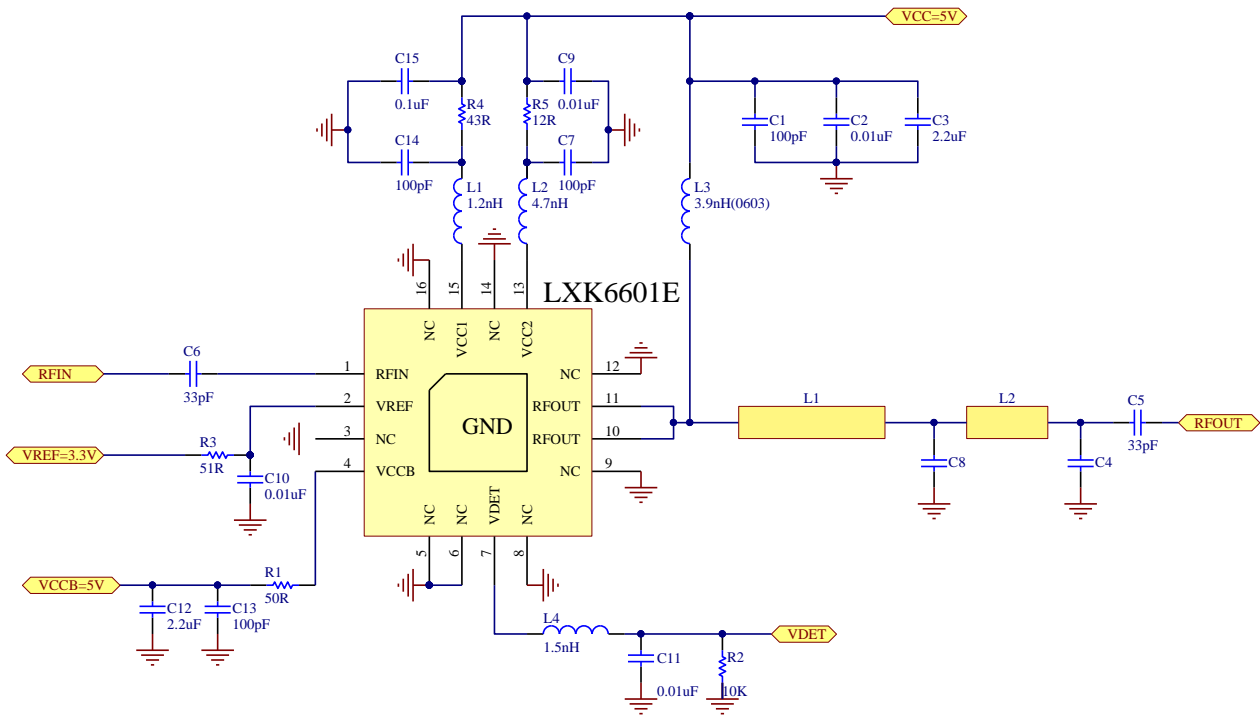 VCC=5V
C15
0.1uF
R4
43R
C14
100pF
L1
1.2nH
C9
0.01uF
R5
12R
C7
100pF
L2
4.7nH
C1
100pF
C2
0.01uF
C3
2.2uF
L3
3.9nH(0603)
LXK6601E
16
15
14
13
NC
VCC1
NC
VCC2
RFIN
C6
33pF
1
RFIN
2
VREF
3
NC
4
VCCB
GND
12
NC
11
RFOUT
10
RFOUT
9
NC
L1
L2
C5
33pF
RFOUT
C8
C4
VREF=3.3V
R3
51R
C10
0.01uF
NC
NC
VDET
NC
5
6
7
8
VCCB=5V
R1
50R
C12
2.2uF
C13
100pF
L4
1.5nH
VDET
C11
0.01uF
R2
10K